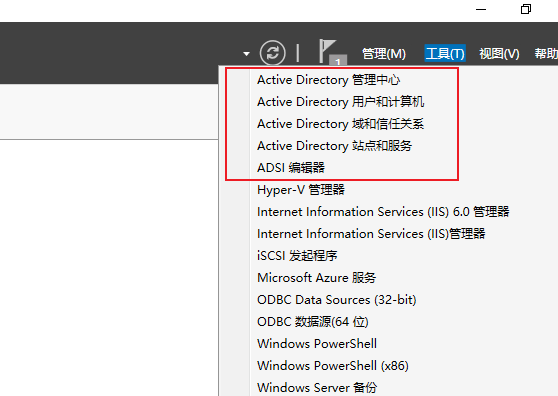 1 管理(M) 工具(T) 视图(V) 帮助
Active Directory 管理中心
Active Directory 用户和计算机
Active Directory 域和信任关系
Active Directory 站点和服务
ADSI 编辑器
Hyper-V 管理器
Internet Information Services (IIS) 6.0 管理器
Internet Information Services (IIS)管理器
iSCSI 发起程序
Microsoft Azure 服务
ODBC Data Sources (32-bit)
ODBC 数据源(64 位)
Windows PowerShell
Windows PowerShell (x86)
Windows Server 备份